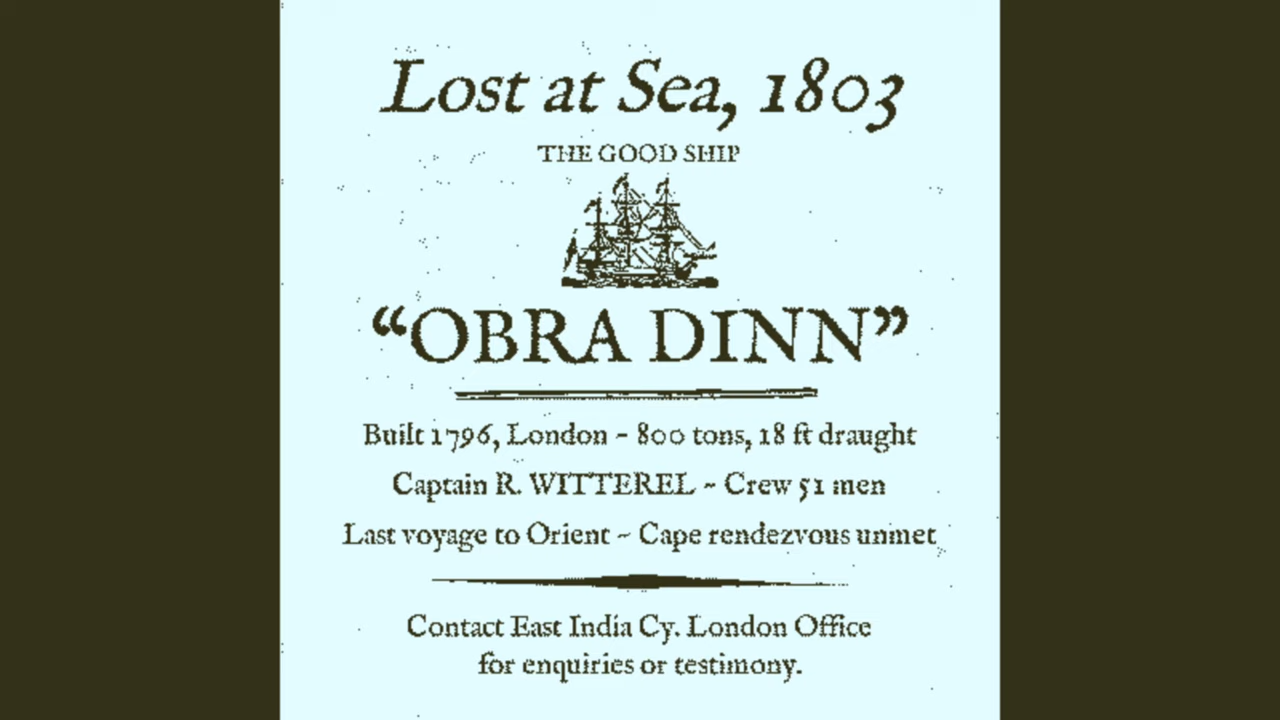 Lost at Sea, 1803
THE GOOD SHIP
“OBRA DINN”
Built 1796, London ~ 800 tons, 18 ft draught
Captain R. WITTEREL ~ Crew 51 men
Last voyage to Orient ~ Cape rendezvous unmet
Contact East India Cy. London Office
for enquiries or testimony.